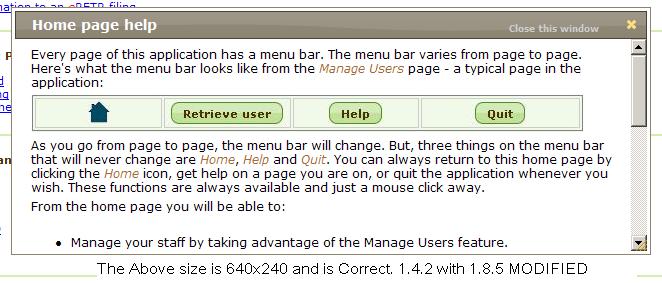 mation to an eRETR filing
Home page help
Close this window
Every page of this application has a menu bar. The menu bar varies from page to page.
Here's what the menu bar looks like from the Manage Users page - a typical page in the
application:
Retrieve user Help Quit
As you go from page to page, the menu bar will change. But, three things on the menu bar
that will never change are Home, Help and Quit. You can always return to this home page by
clicking the Home icon, get help on a page you are on, or quit the application whenever you
wish. These functions are always available and just a mouse click away.
From the home page you will be able to:
• Manage your staff by taking advantage of the Manage Users feature.
The Above size is 640x240 and is Correct. 1.4.2 with 1.8.5 MODIFIED